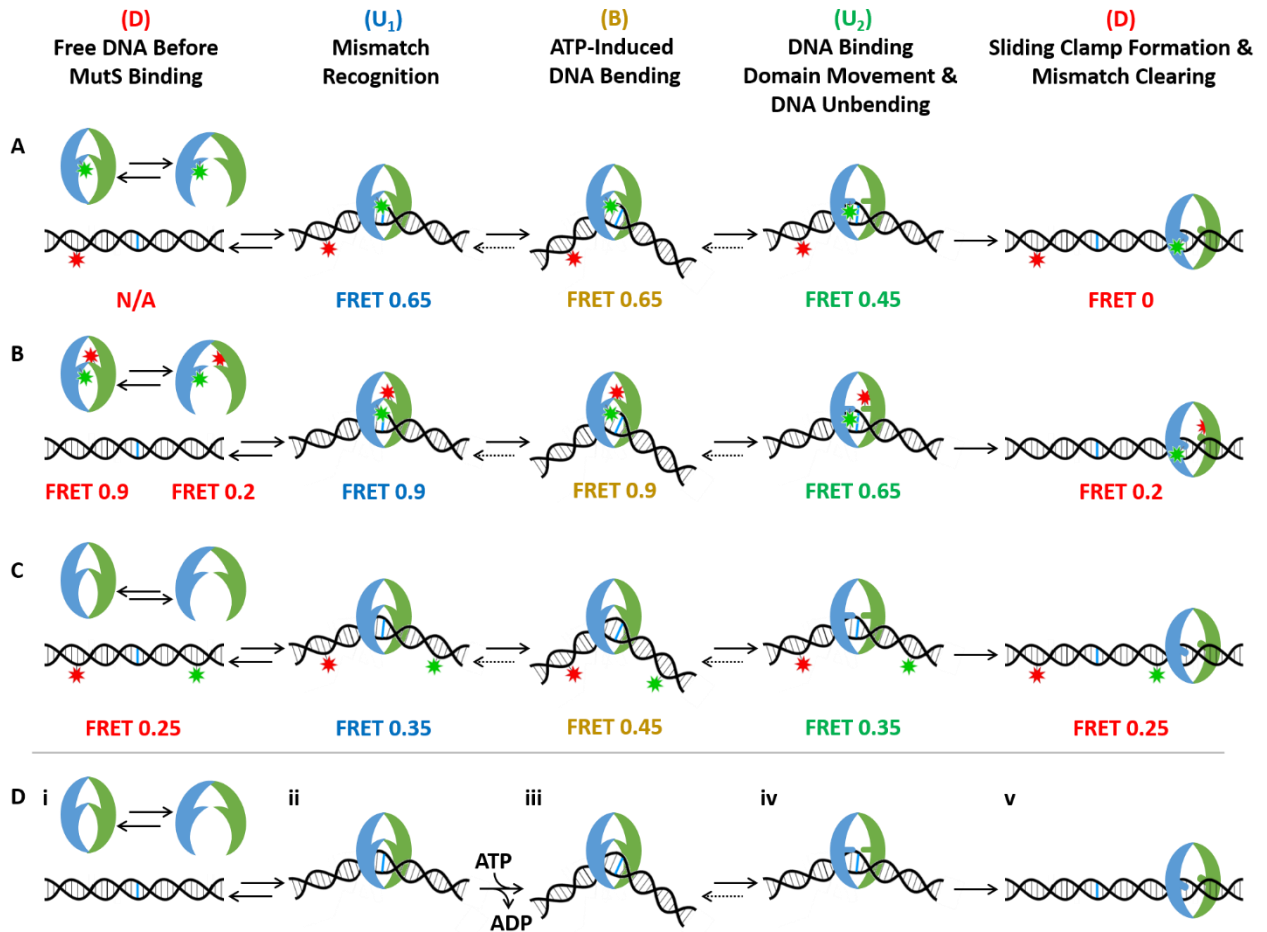 (D)
Free DNA Before
MutS Binding
(U₁)
Mismatch
Recognition
(B)
ATP-Induced
DNA Bending
(U₂)
DNA Binding
Domain Movement &
DNA Unbending
(D)
Sliding Clamp Formation &
Mismatch Clearing
A
N/A
FRET 0.65
FRET 0.65
FRET 0.45
FRET 0
B
FRET 0.9
FRET 0.2
FRET 0.9
FRET 0.9
FRET 0.65
FRET 0.2
C
FRET 0.25
FRET 0.35
FRET 0.45
FRET 0.35
FRET 0.25
D
i
ii
iii
iv
v
ATP
ADP